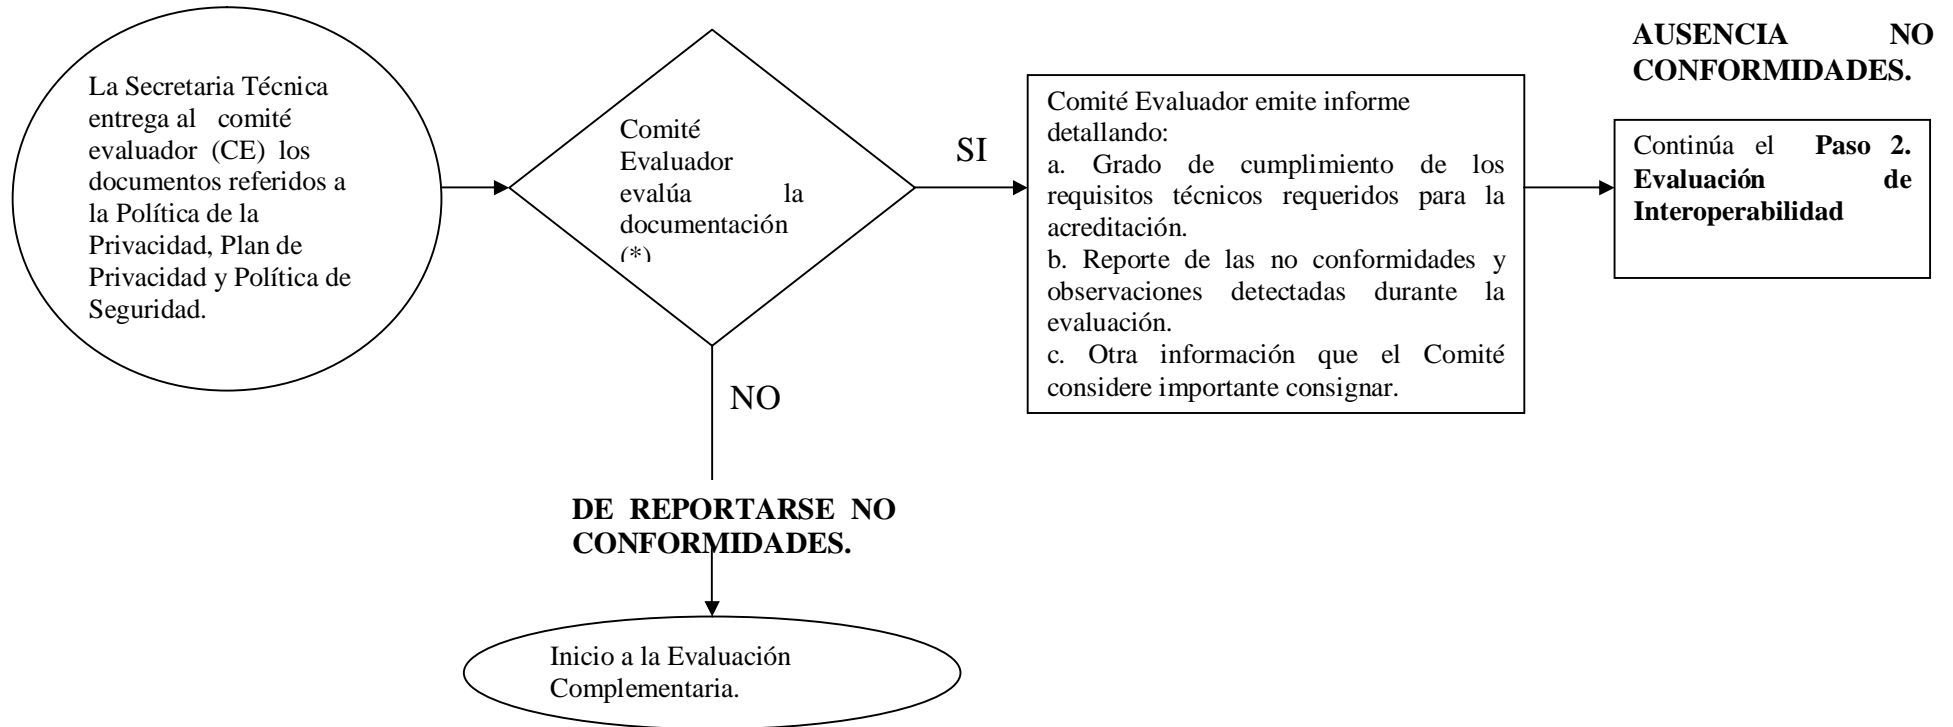 La Secretaria Técnica
entrega al comité
evaluador (CE) los
documentos referidos a
la Política de la
Privacidad, Plan de
Privacidad y Política de
Seguridad.
Comité
Evaluador
evalúa la
documentación
(*)
SI
NO
Comité Evaluador emite informe
detallando:
a. Grado de cumplimiento de los
requisitos técnicos requeridos para la
acreditación.
b. Reporte de las no conformidades y
observaciones detectadas durante la
evaluación.
c. Otra información que el Comité
considere importante consignar.
AUSENCIA NO
CONFORMIDADES.
Continúa el Paso 2.
Evaluación de
Interoperabilidad
DE REPORTARSE NO
CONFORMIDADES.
Inicio a la Evaluación
Complementaria.